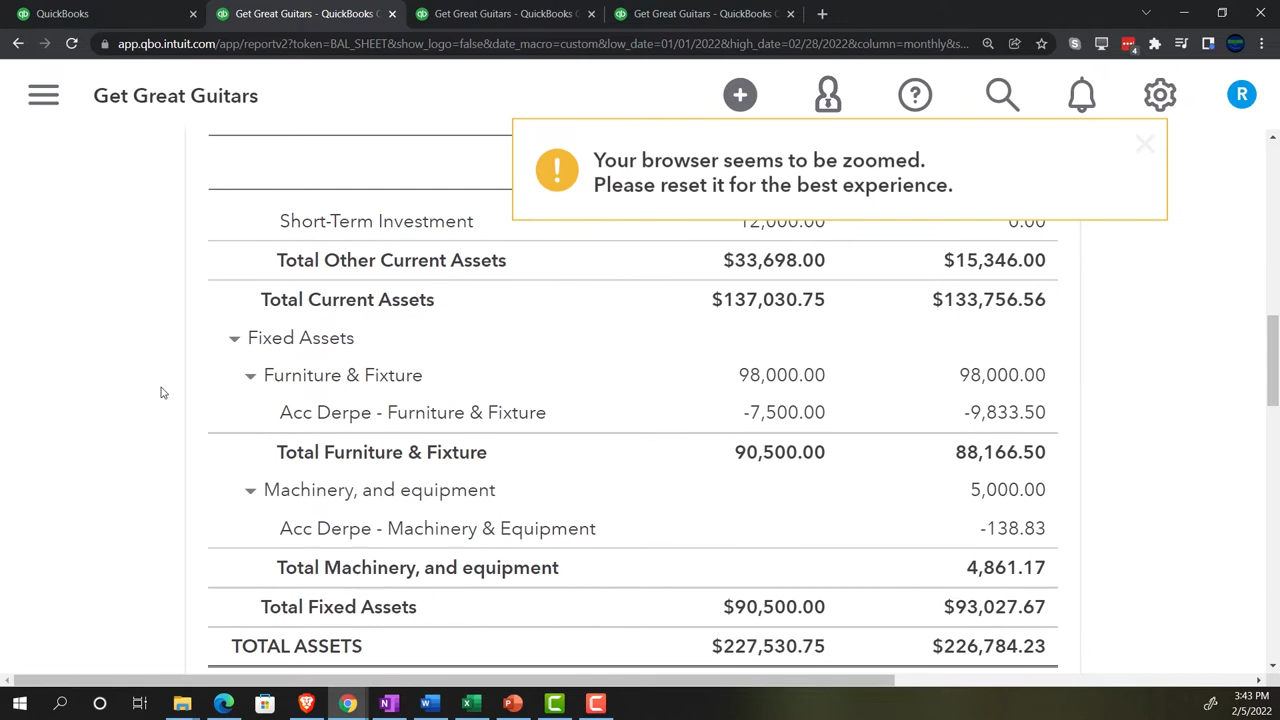 QuickBooks
Get Great Guitars - QuickBooks C
Get Great Guitars - QuickBooks C
Get Great Guitars - QuickBooks C
app.qbo.intuit.com/app/reportv2?token=BAL_SHEET&show_logo=false&date_macro=custom&low_date=01/01/2022&high_date=02/28/2022&column=monthly&s...
4
Get Great Guitars
R
Your browser seems to be zoomed.
Please reset it for the best experience.
Short-Term Investment 12,000.00 0.00
Total Other Current Assets $33,698.00 $15,346.00
Total Current Assets $137,030.75 $133,756.56
Fixed Assets
Furniture & Fixture 98,000.00 98,000.00
Acc Derpe - Furniture & Fixture -7,500.00 -9,833.50
Total Furniture & Fixture 90,500.00 88,166.50
Machinery, and equipment 5,000.00
Acc Derpe - Machinery & Equipment -138.83
Total Machinery, and equipment 4,861.17
Total Fixed Assets $90,500.00 $93,027.67
TOTAL ASSETS $227,530.75 $226,784.23
3:43 PM
2/5/2022